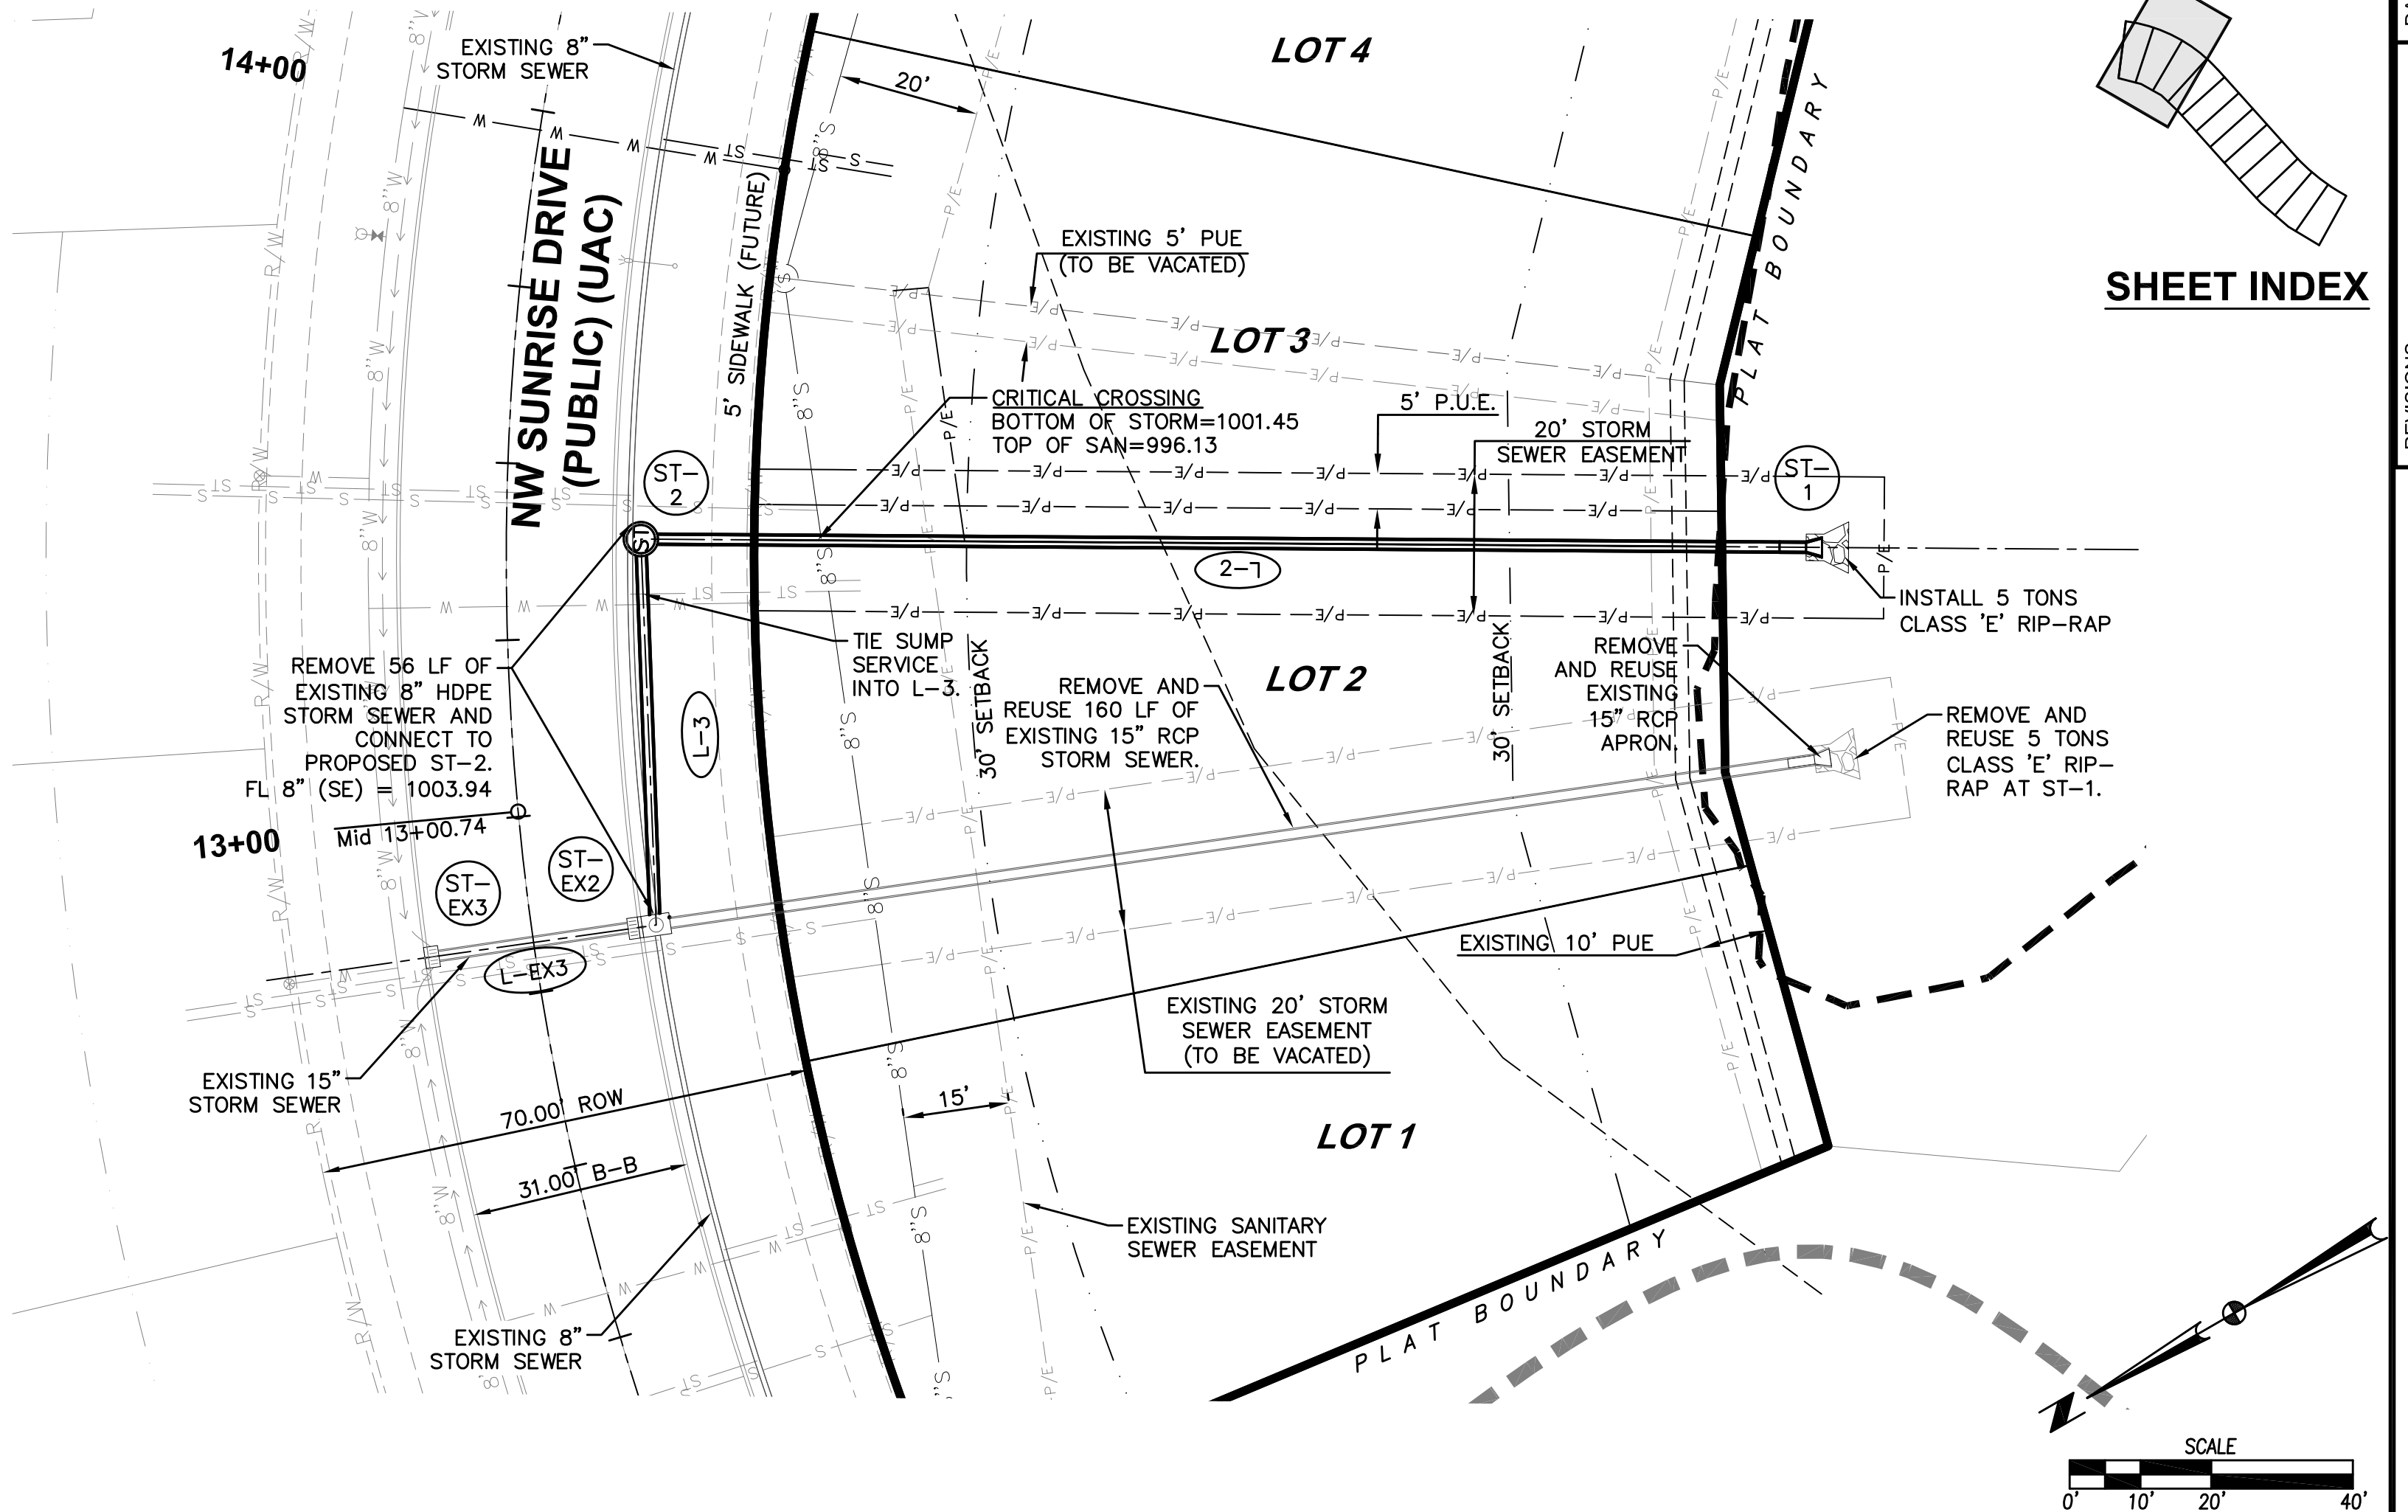 14+00
EXISTING 8"
STORM SEWER
20'
LOT 4
PLAT BOUNDARY
SHEET INDEX
REVISIONS
NW SUNRISE DRIVE
(PUBLIC) (UAC)
5' SIDEWALK (FUTURE)
EXISTING 5' PUE
(TO BE VACATED)
LOT 3
CRITICAL CROSSING
BOTTOM OF STORM=1001.45
TOP OF SAN=996.13
5' P.U.E.
20' STORM
SEWER EASEMENT
ST-
2
ST-
1
ST
L-2
INSTALL 5 TONS
CLASS 'E' RIP-RAP
TIE SUMP
SERVICE
INTO L-3.
REMOVE 56 LF OF
EXISTING 8" HDPE
STORM SEWER AND
CONNECT TO
PROPOSED ST-2.
FL 8" (SE) = 1003.94
L-3
30' SETBACK
LOT 2
REMOVE AND
REUSE 160 LF OF
EXISTING 15" RCP
STORM SEWER.
30' SETBACK
REMOVE
AND REUSE
EXISTING
15" RCP
APRON.
REMOVE AND
REUSE 5 TONS
CLASS 'E' RIP-
RAP AT ST-1.
13+00
Mid 13+00.74
ST-
EX3
ST-
EX2
L-EX3
EXISTING 10' PUE
EXISTING 20' STORM
SEWER EASEMENT
(TO BE VACATED)
EXISTING 15"
STORM SEWER
70.00' ROW
31.00' B-B
15'
LOT 1
EXISTING SANITARY
SEWER EASEMENT
EXISTING 8"
STORM SEWER
PLAT BOUNDARY
N
SCALE
0' 10' 20' 40'
R/W
8"W
8"S
P/E
W
ST
S